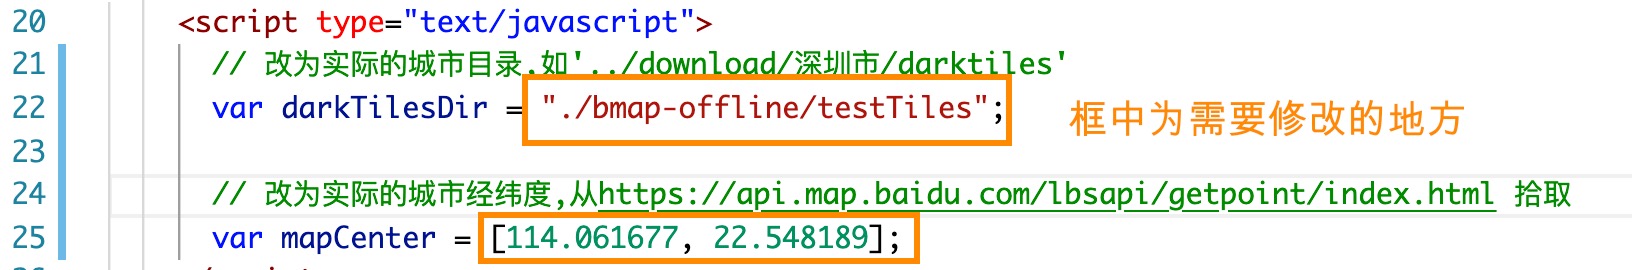 20 <script type="text/javascript">
21 // 改为实际的城市目录,如'../download/深圳市/darktiles'
22 var darkTilesDir = "./bmap-offline/testTiles"; 框中为需要修改的地方
23
24 // 改为实际的城市经纬度,从https://api.map.baidu.com/lbsapi/getpoint/index.html 拾取
25 var mapCenter = [114.061677, 22.548189];